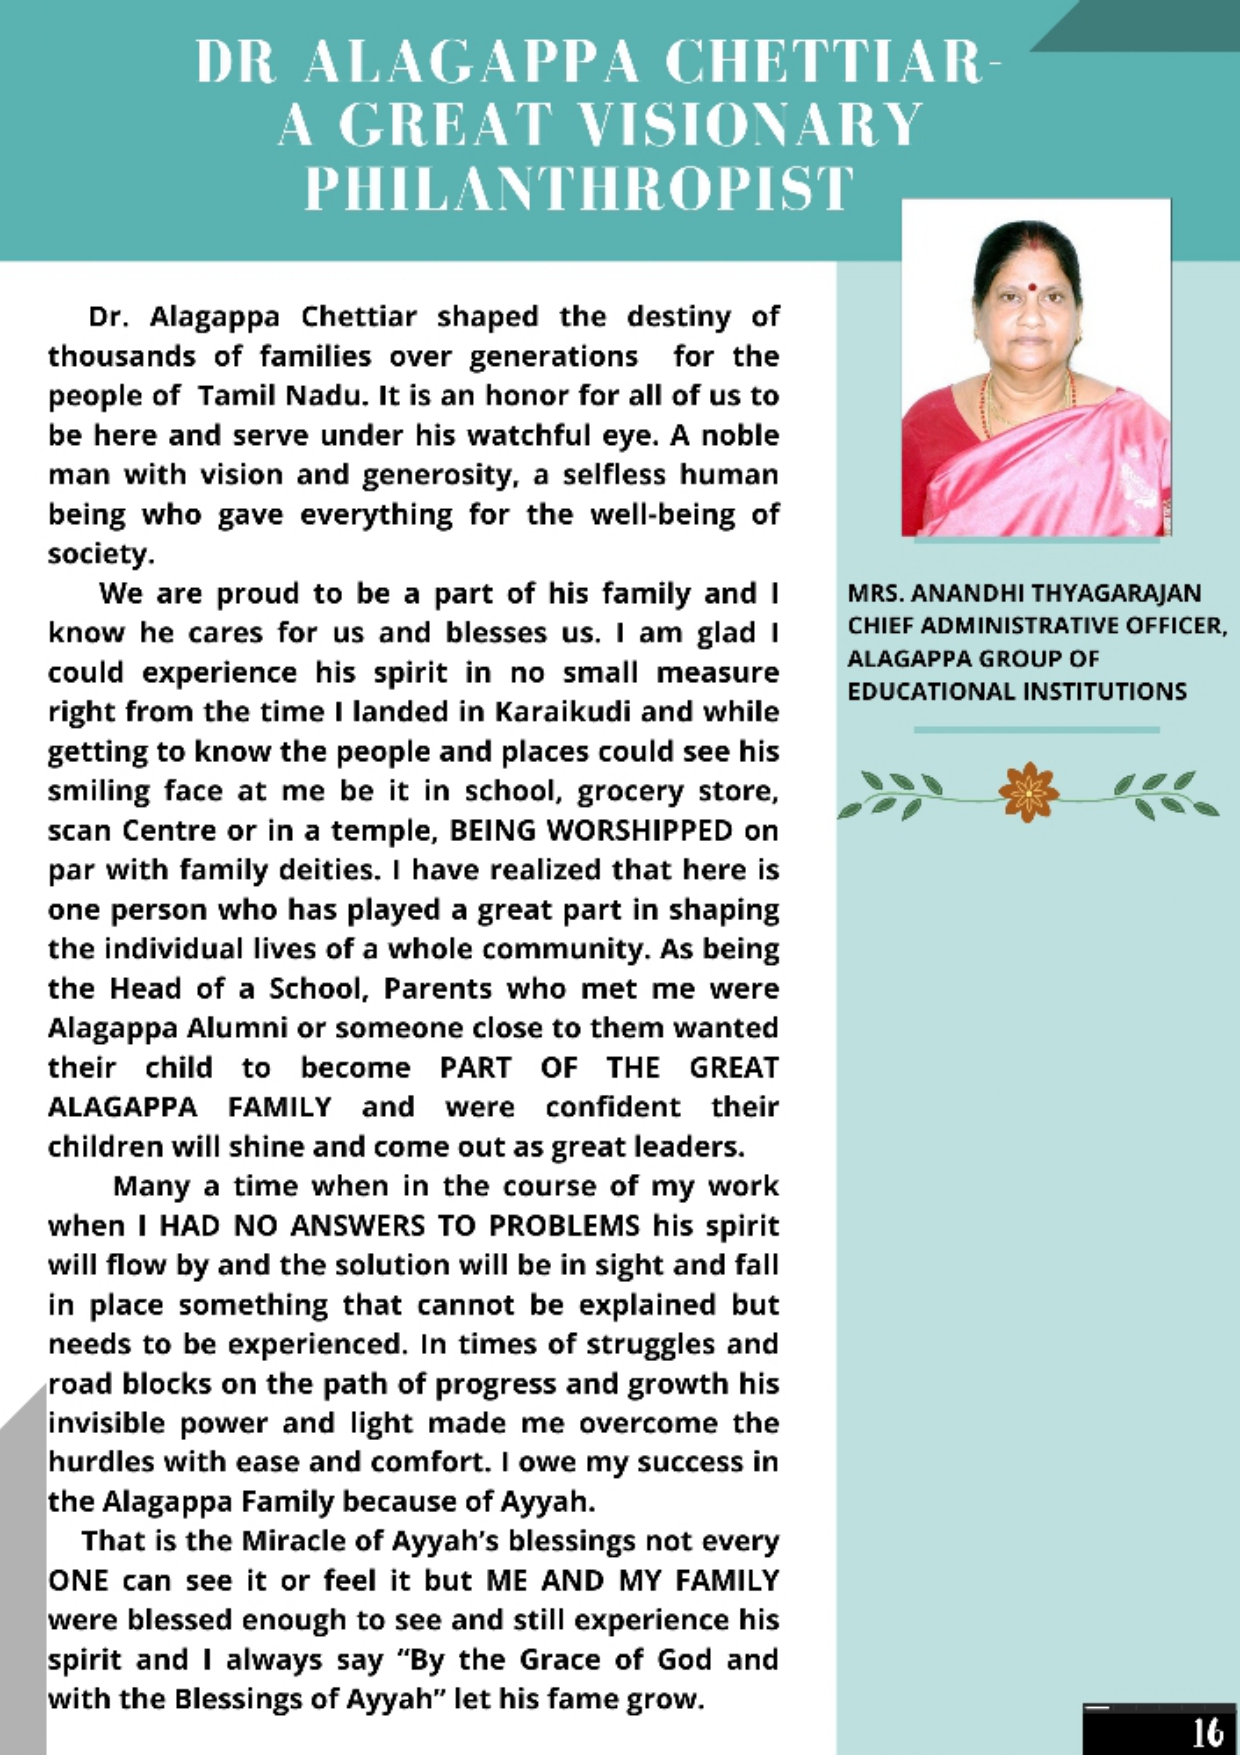 DR ALAGAPPA CHETTIAR-
A GREAT VISIONARY
PHILANTHROPIST
Dr. Alagappa Chettiar shaped the destiny of
thousands of families over generations for the
people of Tamil Nadu. It is an honor for all of us to
be here and serve under his watchful eye. A noble
man with vision and generosity, a selfless human
being who gave everything for the well-being of
society.
We are proud to be a part of his family and I
know he cares for us and blesses us. I am glad I
could experience his spirit in no small measure
right from the time I landed in Karaikudi and while
getting to know the people and places could see his
smiling face at me be it in school, grocery store,
scan Centre or in a temple, BEING WORSHIPPED on
par with family deities. I have realized that here is
one person who has played a great part in shaping
the individual lives of a whole community. As being
the Head of a School, Parents who met me were
Alagappa Alumni or someone close to them wanted
their child to become PART OF THE GREAT
ALAGAPPA FAMILY and were confident their
children will shine and come out as great leaders.
Many a time when in the course of my work
when I HAD NO ANSWERS TO PROBLEMS his spirit
will flow by and the solution will be in sight and fall
in place something that cannot be explained but
needs to be experienced. In times of struggles and
road blocks on the path of progress and growth his
invisible power and light made me overcome the
hurdles with ease and comfort. I owe my success in
the Alagappa Family because of Ayyah.
That is the Miracle of Ayyah’s blessings not every
ONE can see it or feel it but ME AND MY FAMILY
were blessed enough to see and still experience his
spirit and I always say “By the Grace of God and
with the Blessings of Ayyah” let his fame grow.
MRS. ANANDHI THYAGARAJAN
CHIEF ADMINISTRATIVE OFFICER,
ALAGAPPA GROUP OF
EDUCATIONAL INSTITUTIONS
16